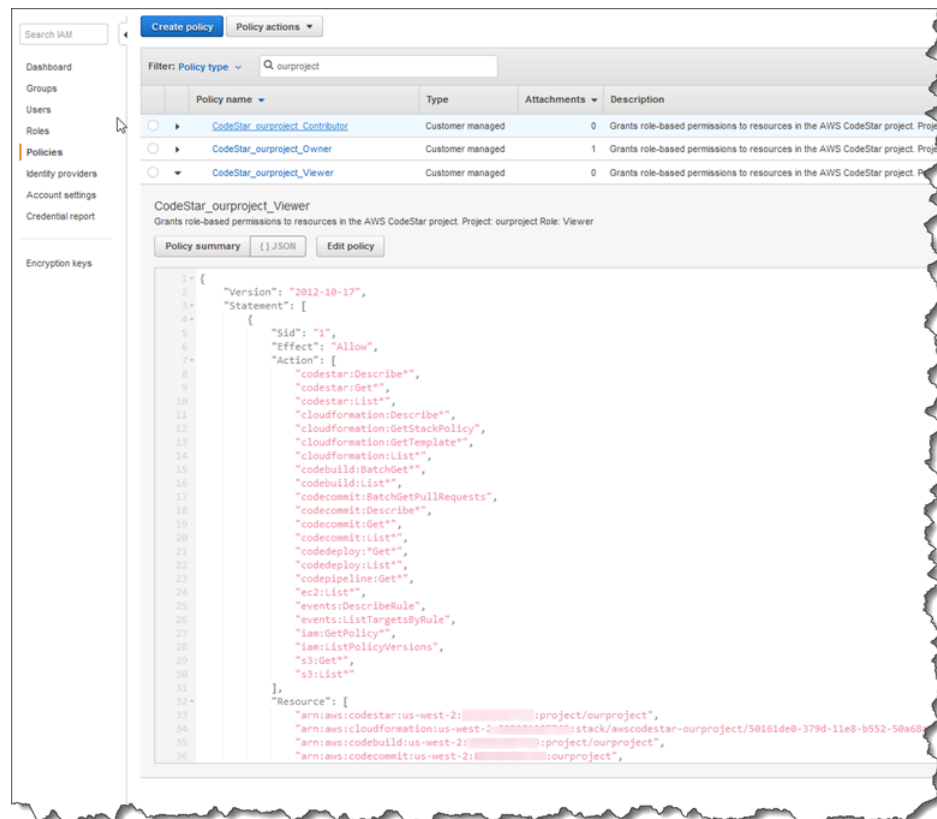 Search IAM
Dashboard
Groups
Users
Roles
Policies
Identity providers
Account settings
Credential report
Encryption keys
Create policy Policy actions
Filter: Policy type ourproject
Policy name Type Attachments Description
CodeStar_ourproject_Contributor Customer managed 0 Grants role-based permissions to resources in the AWS CodeStar project. Proje
CodeStar_ourproject_Owner Customer managed 1 Grants role-based permissions to resources in the AWS CodeStar project. Proj
CodeStar_ourproject_Viewer Customer managed 0 Grants role-based permissions to resources in the AWS CodeStar project.
CodeStar_ourproject_Viewer
Grants role-based permissions to resources in the AWS CodeStar project. Project: ourproject Role: Viewer
Policy summary { } JSON Edit policy
1 {
2 "Version": "2012-10-17",
3 "Statement": [
4 {
5 "Sid": "1",
6 "Effect": "Allow",
7 "Action": [
8 "codestar:Describe*",
9 "codestar:Get*",
10 "codestar:List*",
11 "cloudformation:Describe*",
12 "cloudformation:GetStackPolicy",
13 "cloudformation:GetTemplate*",
14 "cloudformation:List*",
15 "codebuild:BatchGet*",
16 "codebuild:List*",
17 "codecommit:BatchGetPullRequests",
18 "codecommit:Describe*",
19 "codecommit:Get*",
20 "codecommit:List*",
21 "codedeploy:*Get*",
22 "codedeploy:List*",
23 "codepipeline:Get*",
24 "ec2:List*",
25 "events:DescribeRule",
26 "events:ListTargetsByRule",
27 "iam:GetPolicy*",
28 "iam:ListPolicyVersions",
29 "s3:Get*",
30 "s3:List*"
31 ],
32 "Resource": [
33 "arn:aws:codestar:us-west-2: :project/ourproject",
34 "arn:aws:cloudformation:us-west-2 :stack/awscodestar-ourproject/50161de0-379d-11e8-b552-50a68
35 "arn:aws:codebuild:us-west-2: :project/ourproject",
36 "arn:aws:codecommit:us-west-2: :ourproject",